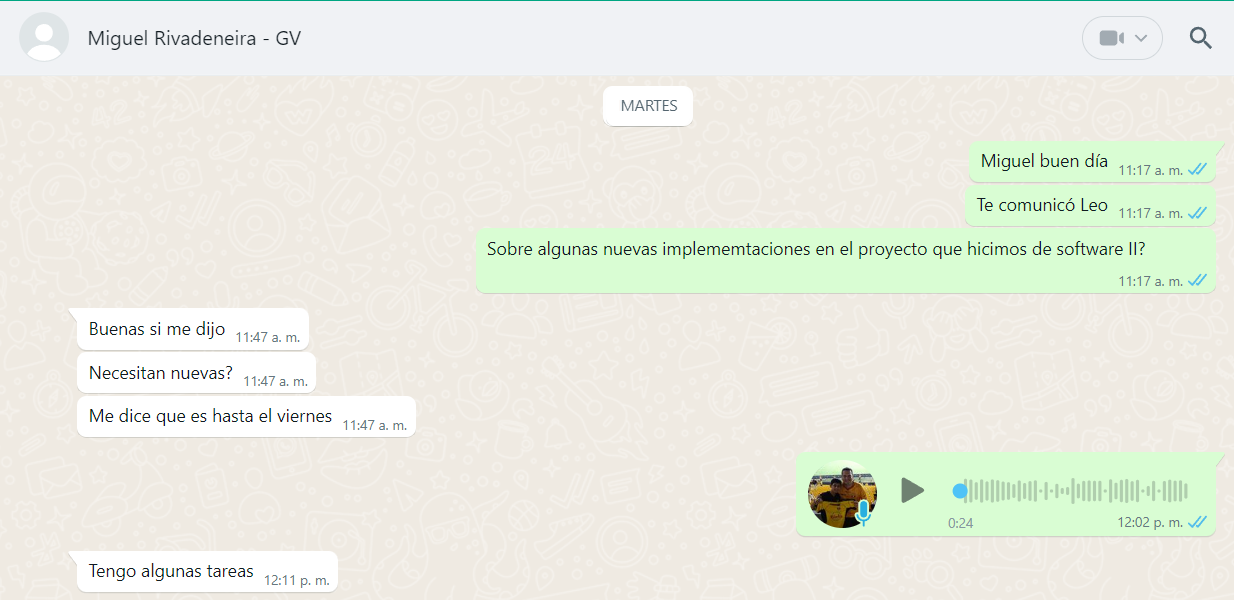 Miguel Rivadeneira - GV
MARTES
Miguel buen día 11:17 a. m.
Te comunicó Leo 11:17 a. m.
Sobre algunas nuevas implememtaciones en el proyecto que hicimos de software II?
11:17 a. m.
Buenas si me dijo 11:47 a. m.
Necesitan nuevas? 11:47 a. m.
Me dice que es hasta el viernes 11:47 a. m.
0:24 12:02 p. m.
Tengo algunas tareas 12:11 p. m.